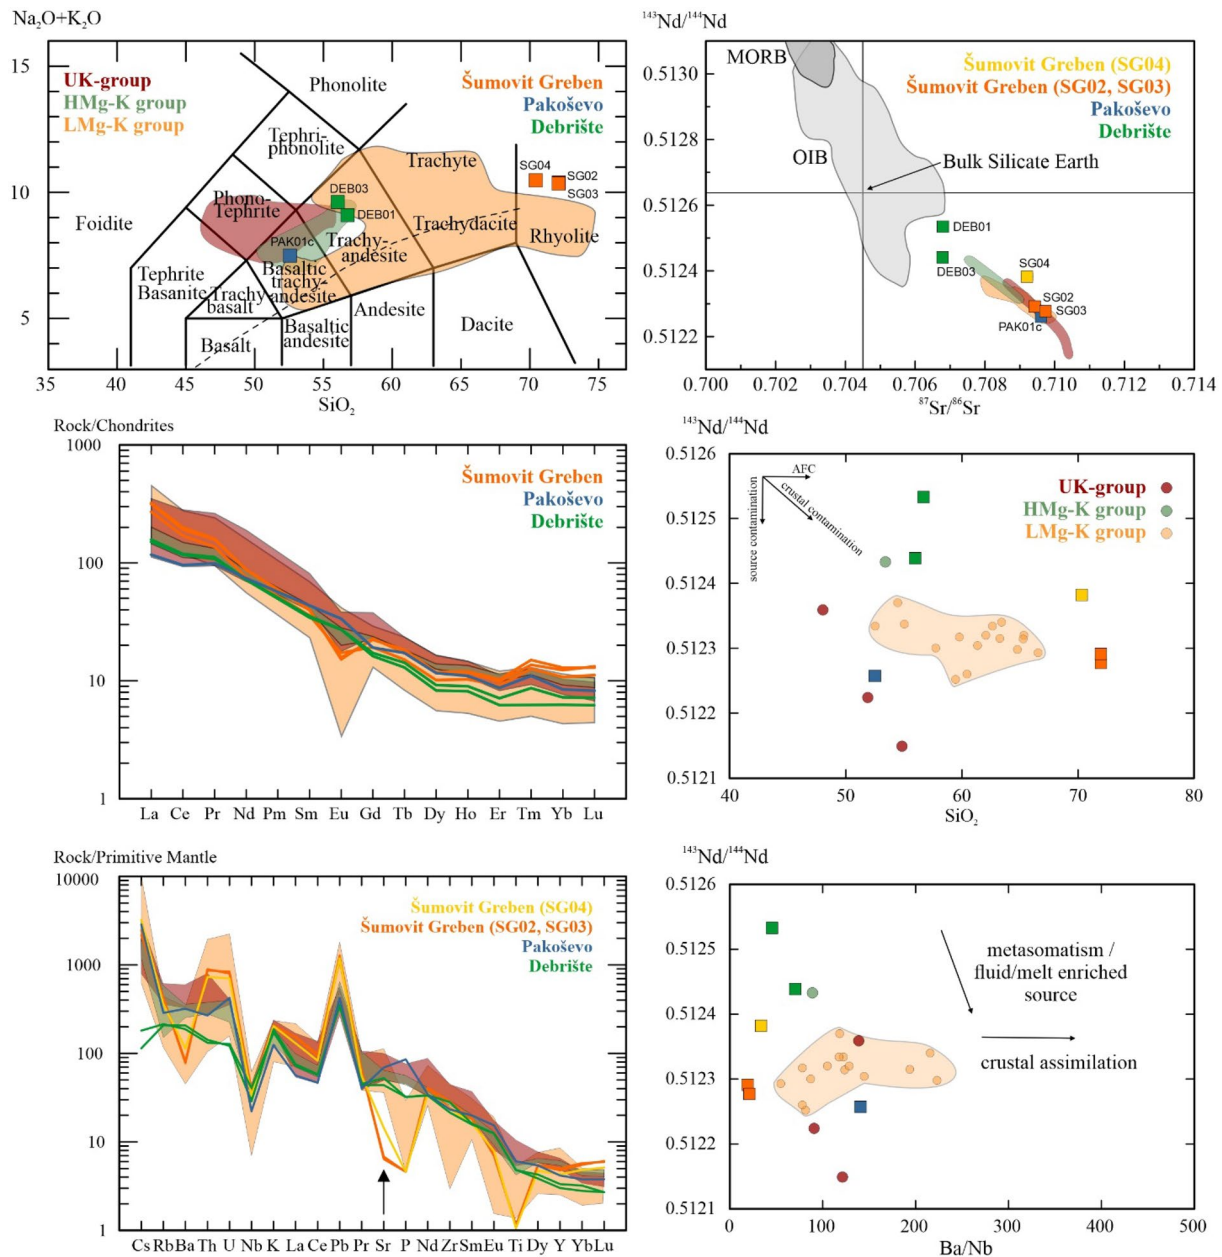 Na₂O+K₂O
15
10
5
UK-group
HMg-K group
LMg-K group
Šumovit Greben
Pakoševo
Debrište
Phonolite
Tephri-
phonolite
Trachyte
SG04
SG02
SG03
Phono-
Tephrite
DEB03
DEB01
Foidite
PAK01c
Trachy-
andesite
Trachydacite
Rhyolite
Tephrite
Basanite
Trachy-
basalt
Basaltic
trachy-
andesite
Basalt
Basaltic
andesite
Andesite
Dacite
35 40 45 50 55 60 65 70 75
SiO₂
¹⁴³Nd/¹⁴⁴Nd
0.5130
0.5128
0.5126
0.5124
0.5122
MORB
OIB
Šumovit Greben (SG04)
Šumovit Greben (SG02, SG03)
Pakoševo
Debrište
Bulk Silicate Earth
DEB01
DEB03
SG04
SG02
SG03
PAK01c
0.700 0.702 0.704 0.706 0.708 0.710 0.712 0.714
⁸⁷Sr/⁸⁶Sr
Rock/Chondrites
1000
100
10
1
Šumovit Greben
Pakoševo
Debrište
La Ce Pr Nd Pm Sm Eu Gd Tb Dy Ho Er Tm Yb Lu
¹⁴³Nd/¹⁴⁴Nd
0.5126
0.5125
0.5124
0.5123
0.5122
0.5121
AFC
crustal contamination
source contamination
UK-group
HMg-K group
LMg-K group
40 50 60 70 80
SiO₂
Rock/Primitive Mantle
10000
1000
100
10
1
Šumovit Greben (SG04)
Šumovit Greben (SG02, SG03)
Pakoševo
Debrište
Cs Rb Ba Th U Nb K La Ce Pb Pr Sr P Nd Zr Sm Eu Ti Dy Y Yb Lu
¹⁴³Nd/¹⁴⁴Nd
0.5126
0.5125
0.5124
0.5123
0.5122
0.5121
metasomatism /
fluid/melt enriched
source
crustal assimilation
0 100 200 300 400 500
Ba/Nb